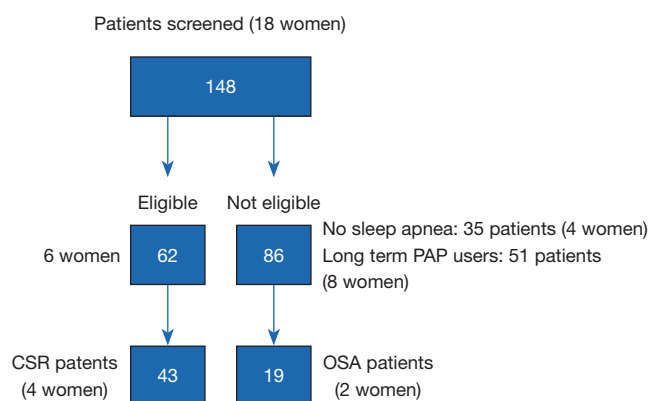 Patients screened (18 women)
148
Eligible
Not eligible
6 women
62
86
No sleep apnea: 35 patients (4 women)
Long term PAP users: 51 patients
(8 women)
CSR patents
(4 women)
43
19
OSA patients
(2 women)